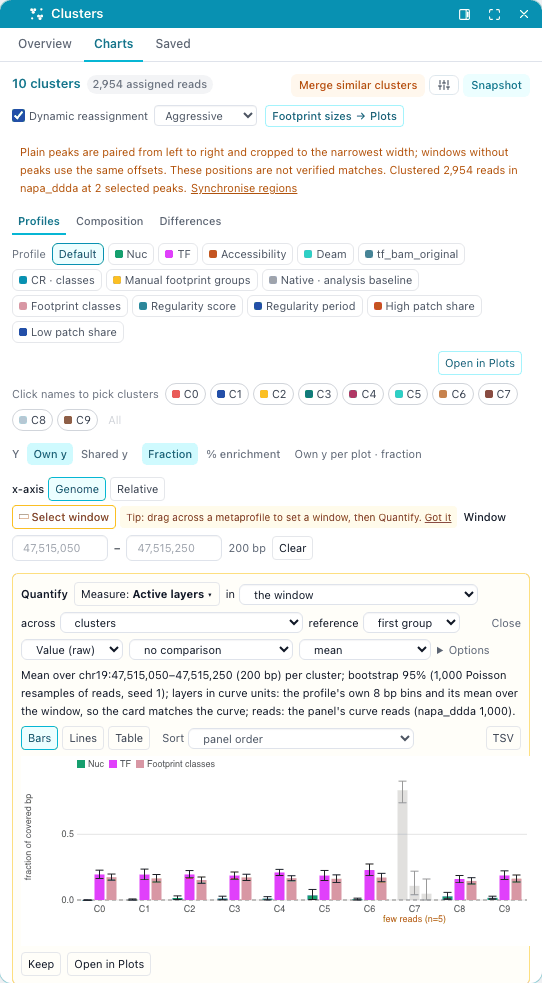 Clusters
Overview Charts Saved
10 clusters 2,954 assigned reads Merge similar clusters Snapshot
Dynamic reassignment Aggressive Footprint sizes → Plots
Plain peaks are paired from left to right and cropped to the narrowest width; windows without
peaks use the same offsets. These positions are not verified matches. Clustered 2,954 reads in
napa_ddda at 2 selected peaks. Synchronise regions
Profiles Composition Differences
Profile Default Nuc TF Accessibility Deam tf_bam_original
CR · classes Manual footprint groups Native · analysis baseline
Footprint classes Regularity score Regularity period High patch share
Low patch share
Open in Plots
Click names to pick clusters C0 C1 C2 C3 C4 C5 C6 C7
C8 C9 All
Y Own y Shared y Fraction % enrichment Own y per plot · fraction
x-axis Genome Relative
Select window Tip: drag across a metaprofile to set a window, then Quantify. Got it Window
47,515,050 – 47,515,250 200 bp Clear
Quantify Measure: Active layers in the window
across clusters reference first group Close
Value (raw) no comparison mean Options
Mean over chr19:47,515,050–47,515,250 (200 bp) per cluster; bootstrap 95% (1,000 Poisson
resamples of reads, seed 1); layers in curve units: the profile's own 8 bp bins and its mean over
the window, so the card matches the curve; reads: the panel's curve reads (napa_ddda 1,000).
Bars Lines Table Sort panel order TSV
Nuc TF Footprint classes
fraction of covered bp
0.5
0.0
C0 C1 C2 C3 C4 C5 C6 C7 C8 C9
few reads (n=5)
Keep Open in Plots